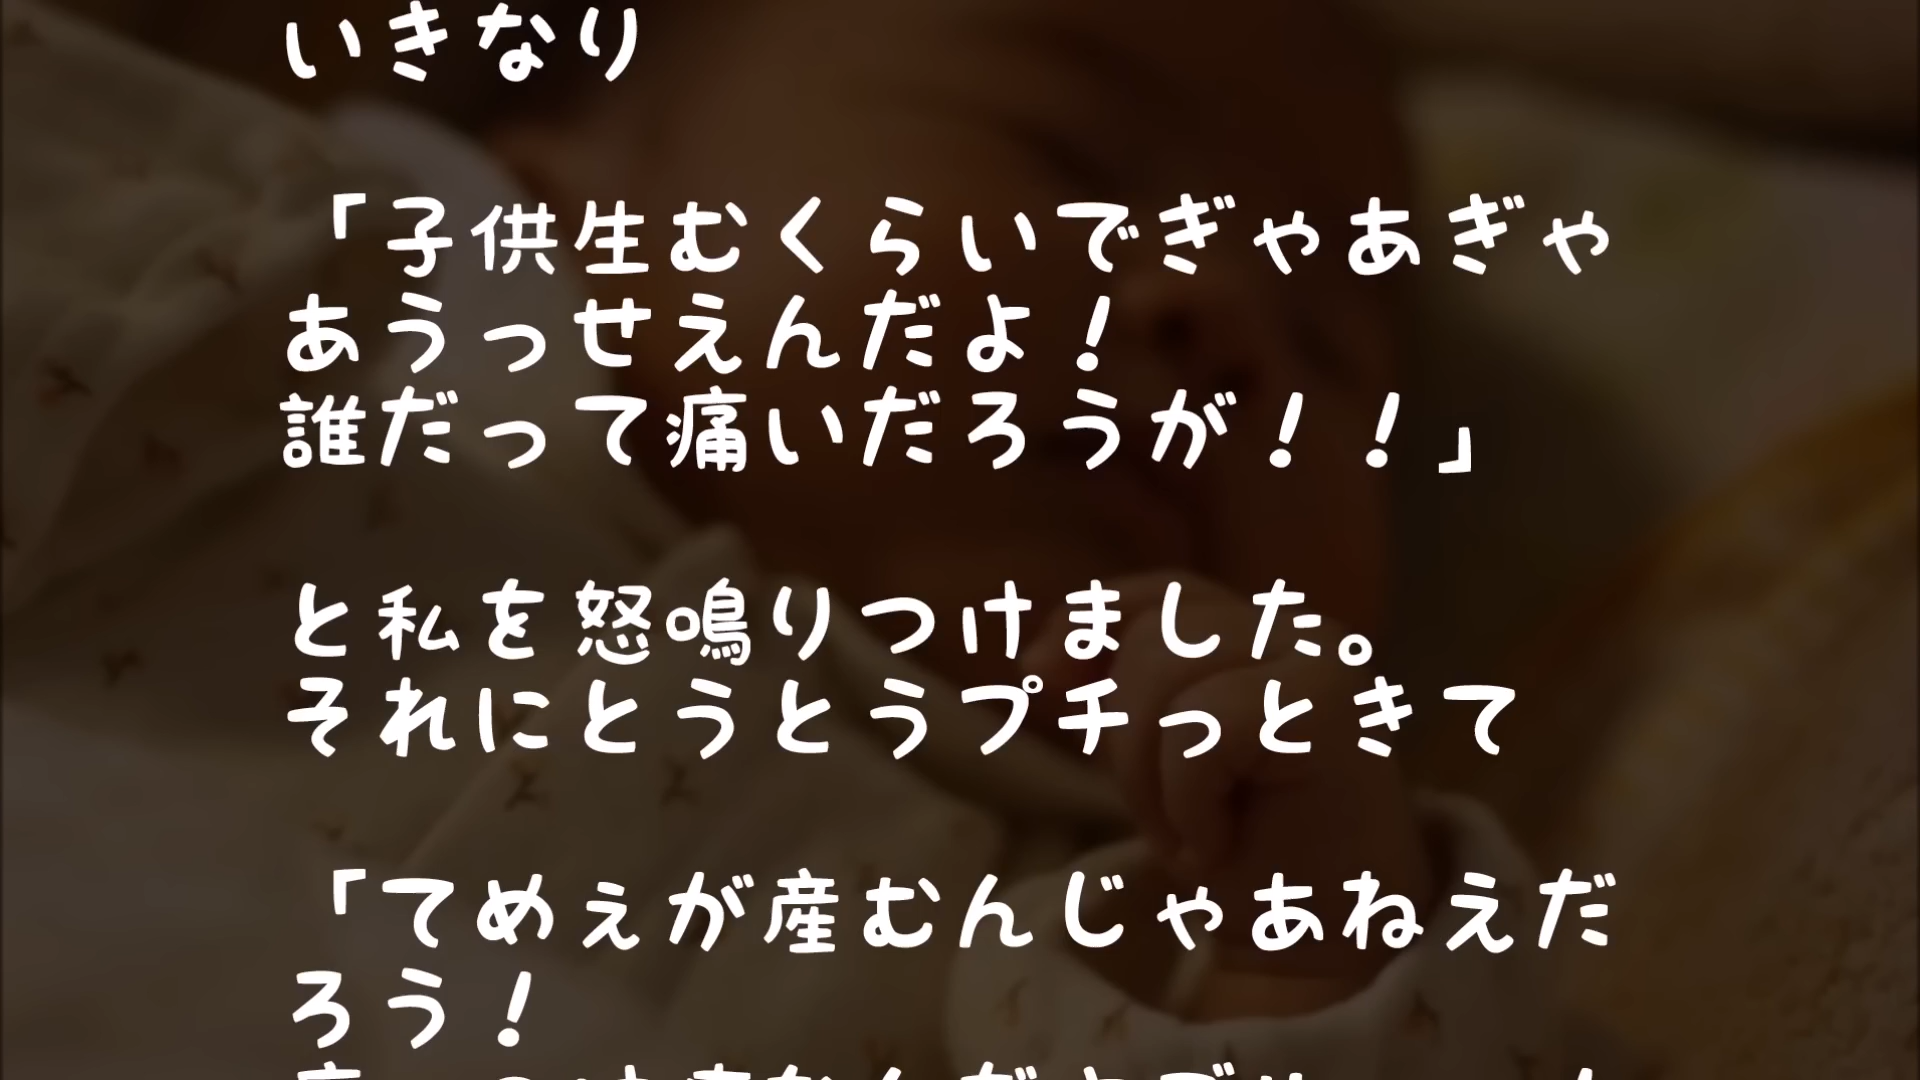 いきなり
「子供生むくらいでぎゃあぎゃ
あうっせえんだよ！
誰だって痛いだろうが！！」
と私を怒鳴りつけました。
それにとうとうプチっときて
「てめぇが産むんじゃあねえだ
ろう！